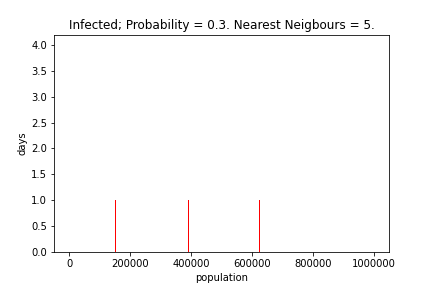 Infected; Probability = 0.3. Nearest Neigbours = 5.
4.0
3.5
3.0
2.5
2.0
1.5
1.0
0.5
0.0
days
0 200000 400000 600000 800000 1000000
population